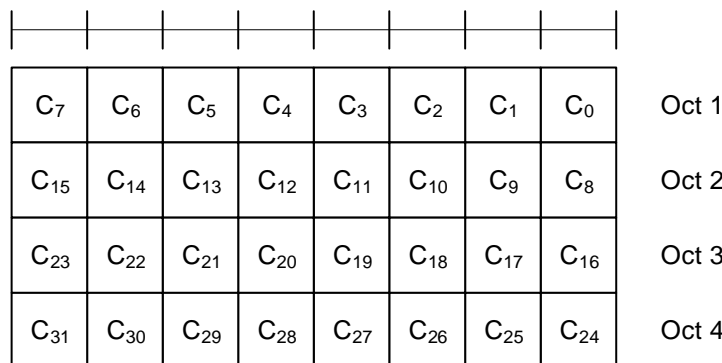 C₇ C₆ C₅ C₄ C₃ C₂ C₁ C₀ Oct 1
C₁₅ C₁₄ C₁₃ C₁₂ C₁₁ C₁₀ C₉ C₈ Oct 2
C₂₃ C₂₂ C₂₁ C₂₀ C₁₉ C₁₈ C₁₇ C₁₆ Oct 3
C₃₁ C₃₀ C₂₉ C₂₈ C₂₇ C₂₆ C₂₅ C₂₄ Oct 4